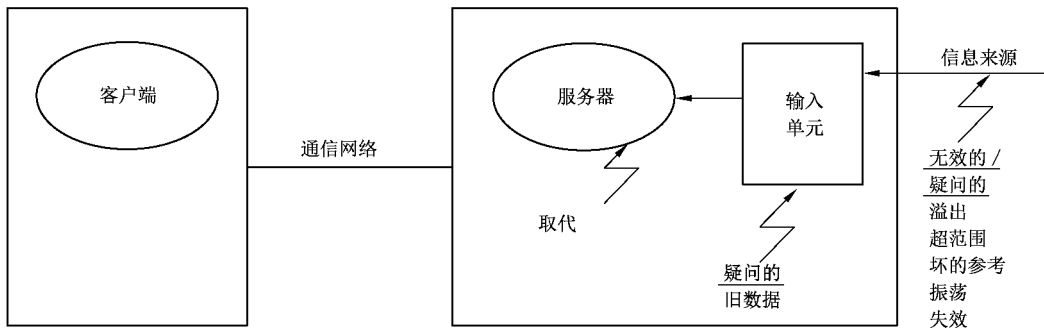 客户端
通信网络
服务器
取代
输入
单元
疑问的
旧数据
信息来源
无效的/
疑问的
溢出
超范围
坏的参考
振荡
失效